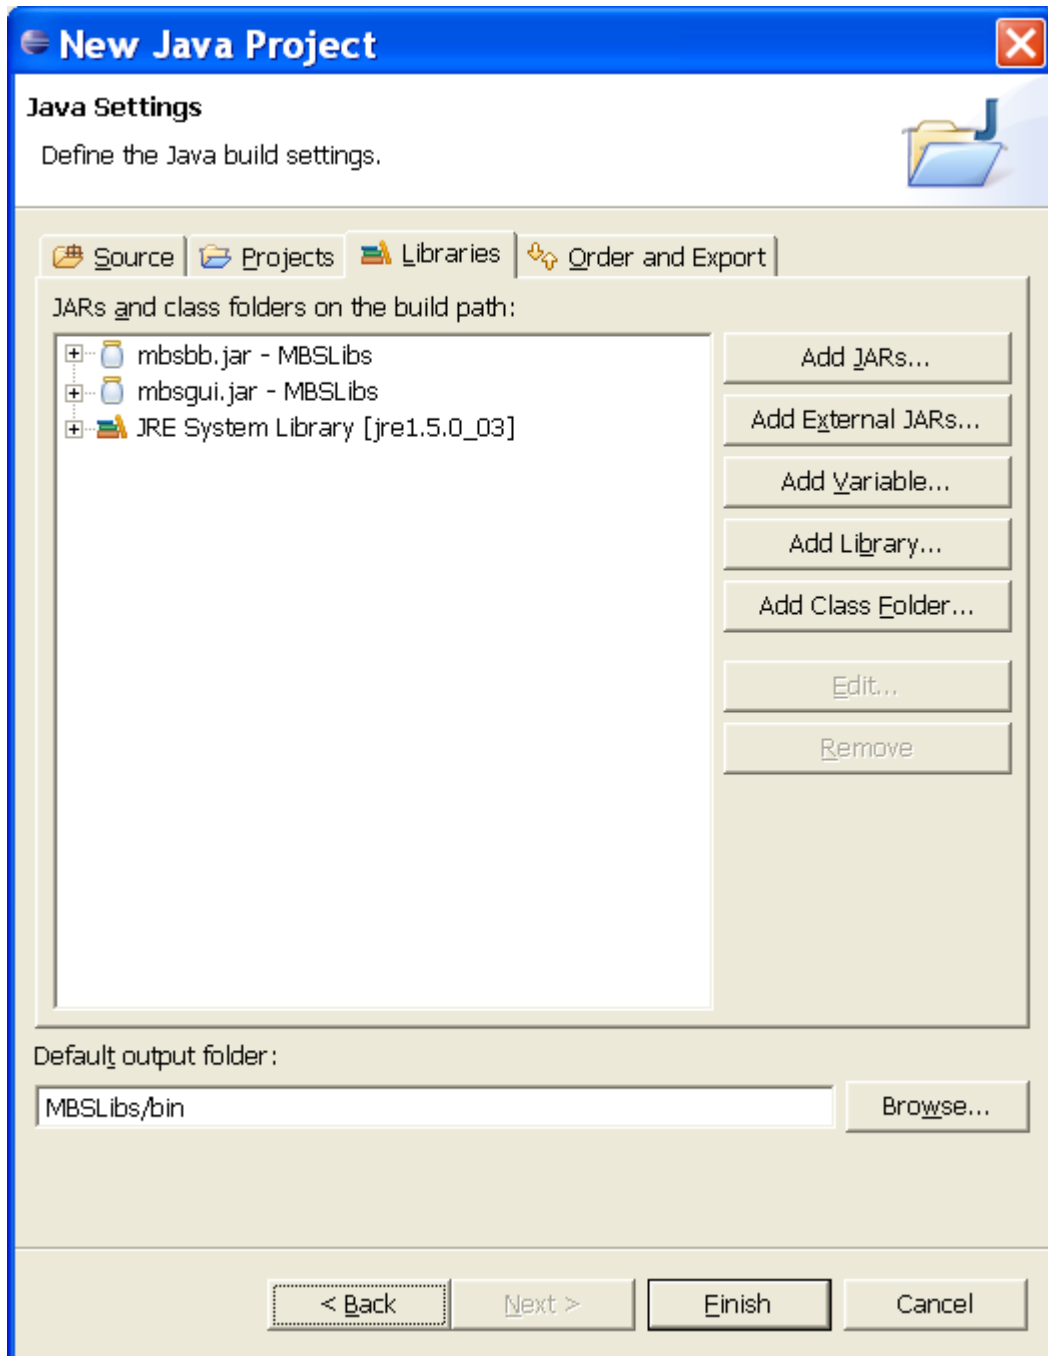 New Java Project
Java Settings
Define the Java build settings.
Source Projects Libraries Order and Export
JARs and class folders on the build path:
mbsbb.jar - MBSLibs
mbsgui.jar - MBSLibs
JRE System Library [jre1.5.0_03]
Add JARs...
Add External JARs...
Add Variable...
Add Library...
Add Class Folder...
Edit...
Remove
Default output folder:
MBSLibs/bin
Browse...
< Back Next > Finish Cancel